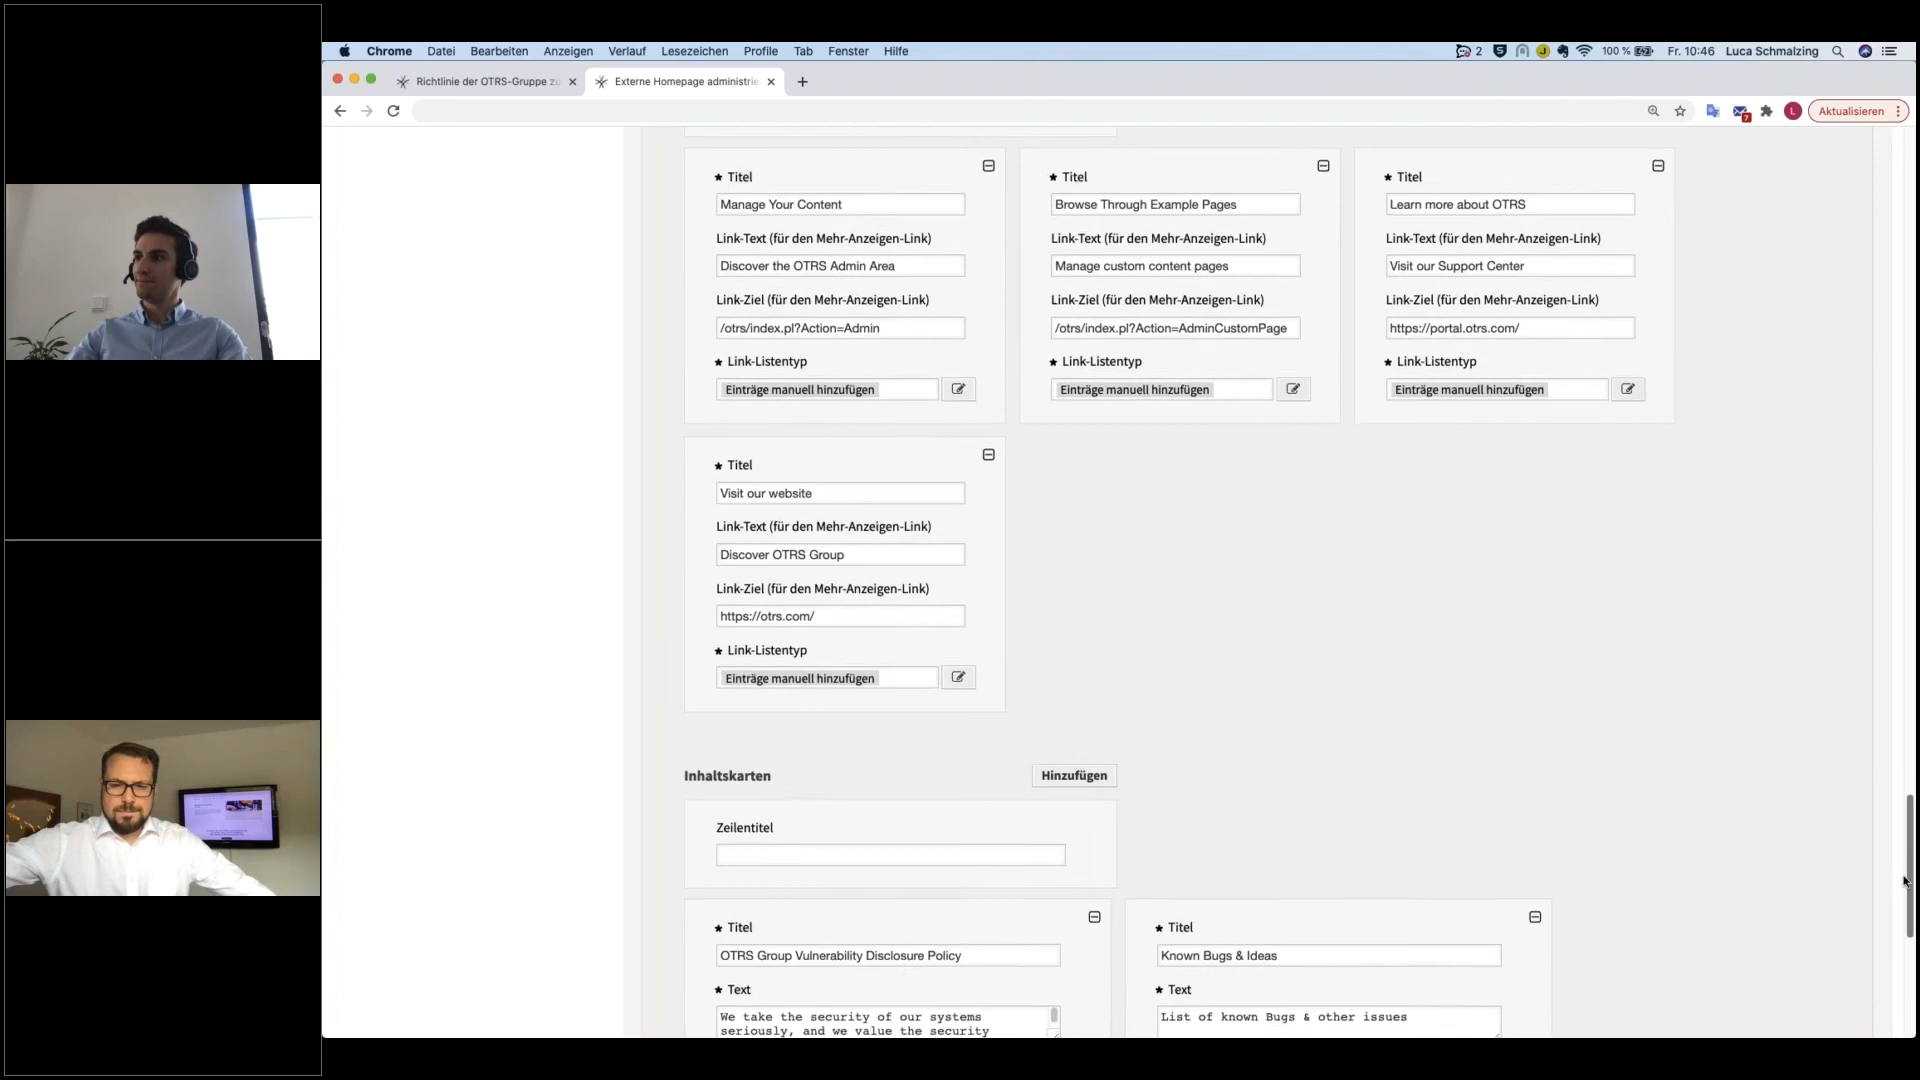 Chrome Datei Bearbeiten Anzeigen Verlauf Lesezeichen Profile Tab Fenster Hilfe 2 100 % Fr. 10:46 Luca Schmalzing
Richtlinie der OTRS-Gruppe zu Externe Homepage administrie
Aktualisieren
7
★ Titel ★ Titel ★ Titel
Manage Your Content Browse Through Example Pages Learn more about OTRS
Link-Text (für den Mehr-Anzeigen-Link) Link-Text (für den Mehr-Anzeigen-Link) Link-Text (für den Mehr-Anzeigen-Link)
Discover the OTRS Admin Area Manage custom content pages Visit our Support Center
Link-Ziel (für den Mehr-Anzeigen-Link) Link-Ziel (für den Mehr-Anzeigen-Link) Link-Ziel (für den Mehr-Anzeigen-Link)
/otrs/index.pl?Action=Admin /otrs/index.pl?Action=AdminCustomPage https://portal.otrs.com/
★ Link-Listentyp ★ Link-Listentyp ★ Link-Listentyp
Einträge manuell hinzufügen Einträge manuell hinzufügen Einträge manuell hinzufügen
★ Titel
Visit our website
Link-Text (für den Mehr-Anzeigen-Link)
Discover OTRS Group
Link-Ziel (für den Mehr-Anzeigen-Link)
https://otrs.com/
★ Link-Listentyp
Einträge manuell hinzufügen
Inhaltskarten Hinzufügen
Zeilentitel
★ Titel ★ Titel
OTRS Group Vulnerability Disclosure Policy Known Bugs & Ideas
★ Text ★ Text
We take the security of our systems List of known Bugs & other issues
seriously, and we value the security